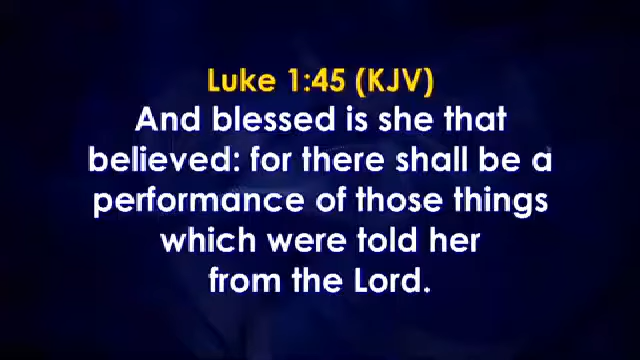 Luke 1:45 (KJV)
And blessed is she that
believed: for there shall be a
performance of those things
which were told her
from the Lord.